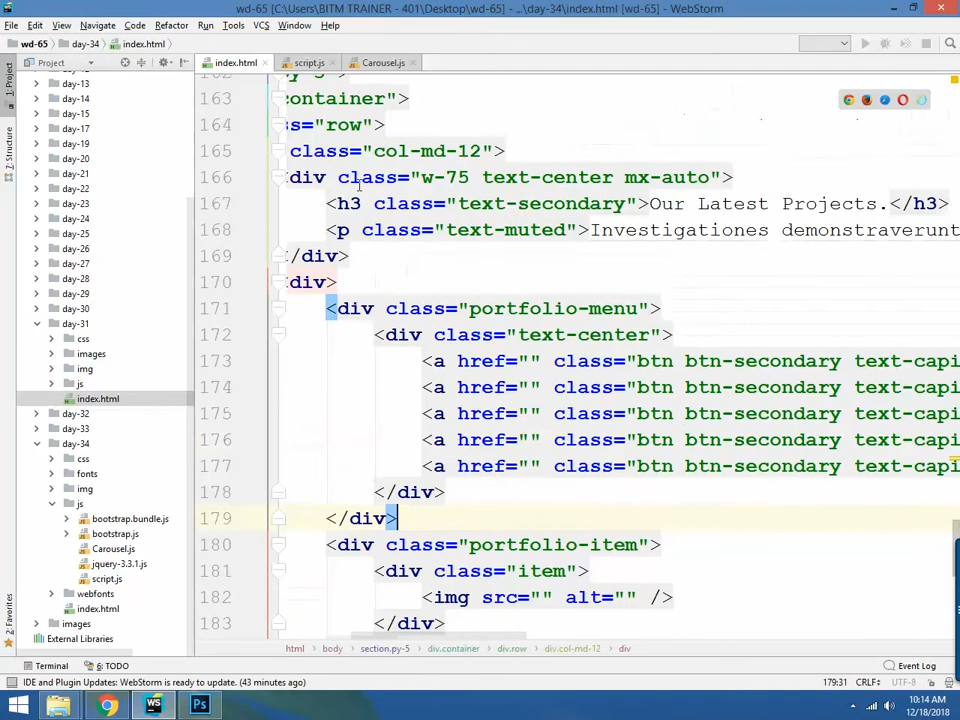 wd-65 [C:\Users\BITM TRAINER - 401\Desktop\wd-65] - ...\day-34\index.html [wd-65] - WebStorm
File Edit View Navigate Code Refactor Run Tools VCS Window Help
wd-65 day-34 index.html
Project index.html script.js Carousel.js
1: Project
7: Structure
2: Favorites
day-13
day-14
day-15
day-17
day-19
day-20
day-21
day-22
day-23
day-24
day-25
day-26
day-27
day-28
day-29
day-30
day-31
css
images
img
js
index.html
day-32
day-33
day-34
css
fonts
img
js
bootstrap.bundle.js
bootstrap.js
Carousel.js
jquery-3.3.1.js
script.js
webfonts
index.html
images
External Libraries
163 container">
164 ss="row">
165 class="col-md-12">
166 div class="w-75 text-center mx-auto">
167 <h3 class="text-secondary">Our Latest Projects.</h3>
168 <p class="text-muted">Investigationes demonstraverunt
169 /div>
170 div>
171 <div class="portfolio-menu">
172 <div class="text-center">
173 <a href="" class="btn btn-secondary text-capi
174 <a href="" class="btn btn-secondary text-capi
175 <a href="" class="btn btn-secondary text-capi
176 <a href="" class="btn btn-secondary text-capi
177 <a href="" class="btn btn-secondary text-capi
178 </div>
179 </div>
180 <div class="portfolio-item">
181 <div class="item">
182 <img src="" alt="" />
183 </div>
html body section.py-5 div.container div.row div.col-md-12 div
Terminal 6: TODO Event Log
IDE and Plugin Updates: WebStorm is ready to update. (43 minutes ago) 179:31 CRLF UTF-8
10:14 AM
12/18/2018